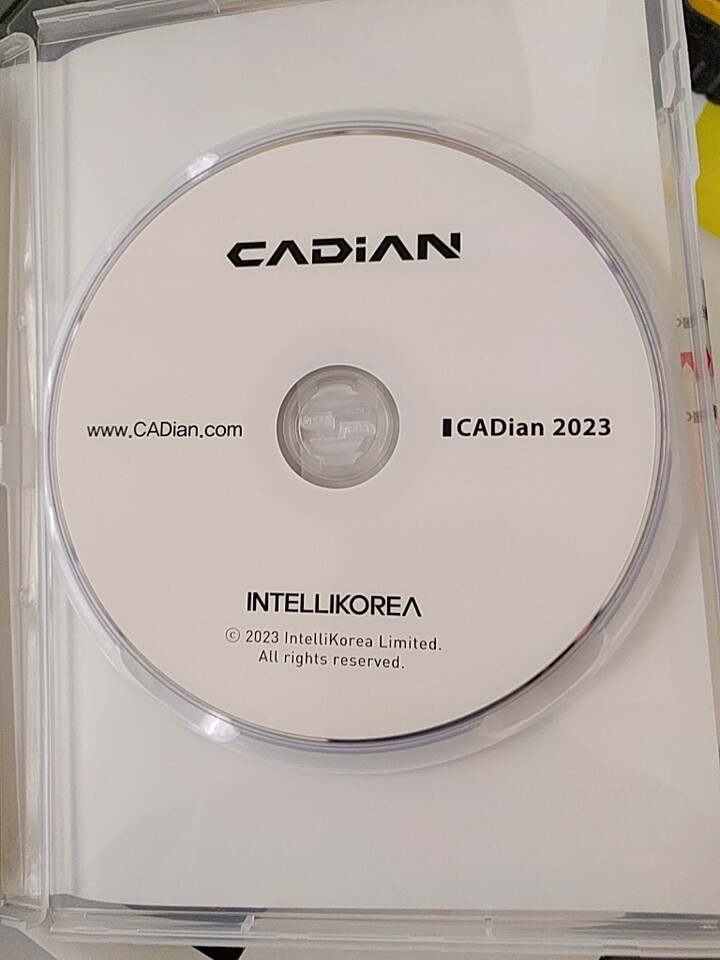 CADiAN
www.CADian.com
CADian 2023
INTELLIKOREA
© 2023 IntelliKorea Limited.
All rights reserved.